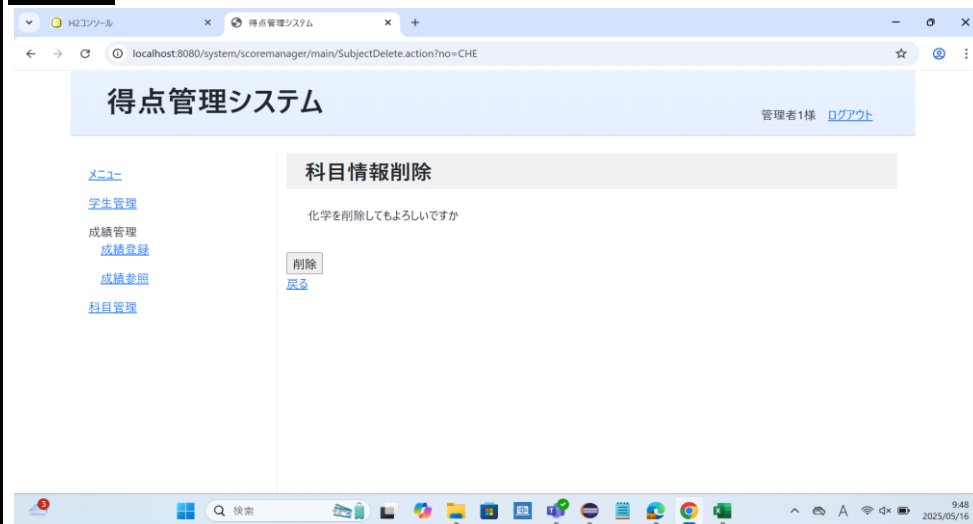 H2コンソール
得点管理システム
localhost:8080/system/scoremanager/main/SubjectDelete.action?no=CHE
得点管理システム
管理者1様 ログアウト
メニュー
学生管理
成績管理
成績登録
成績参照
科目管理
科目情報削除
化学を削除してもよろしいですか
削除
戻る
3
検索
A
9:48
2025/05/16